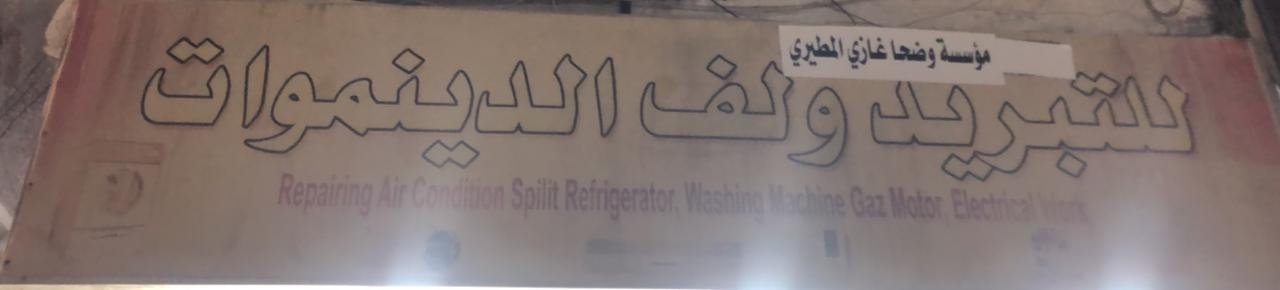 مؤسسة وضحا غازي المطيري
للتبريد ولف الدينموات
Repairing Air Condition Spilit Refrigerator, Washing Machine Gaz Motor, Electrical Work